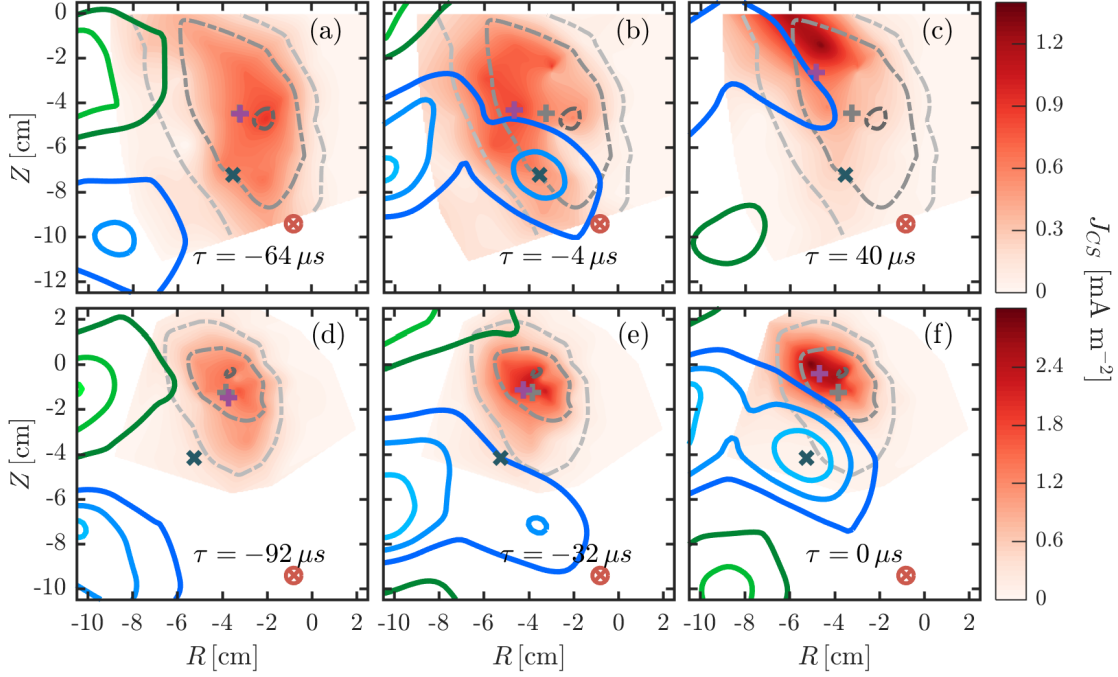 0
-2
-4
-6
-8
-10
-12
Z [cm]
(a)
τ = −64 μs
(b)
τ = −4 μs
(c)
τ = 40 μs
1.2
0.9
0.6
0.3
0
J_CS [mA m⁻²]
2
0
-2
-4
-6
-8
-10
Z [cm]
(d)
τ = −92 μs
(e)
τ = −32 μs
(f)
τ = 0 μs
2.4
1.8
1.2
0.6
0
-10 -8 -6 -4 -2 0 2
R [cm]
-10 -8 -6 -4 -2 0 2
R [cm]
-10 -8 -6 -4 -2 0 2
R [cm]